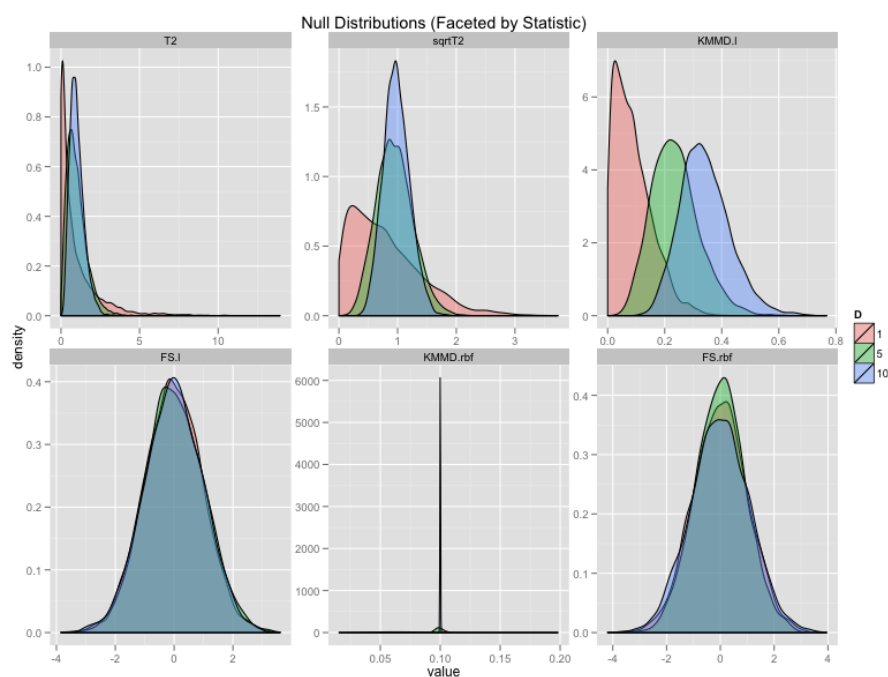 Null Distributions (Faceted by Statistic)
T2 sqrtT2 KMMD.l
1.0
0.8
0.6
0.4
0.2
0.0
0 5 10
1.5
1.0
0.5
0.0
0 1 2 3
6
4
2
0
0.0 0.2 0.4 0.6 0.8
density
D
1
5
10
FS.l KMMD.rbf FS.rbf
0.4
0.3
0.2
0.1
0.0
-4 -2 0 2
6000
5000
4000
3000
2000
1000
0
0.05 0.10 0.15 0.20
0.4
0.3
0.2
0.1
0.0
-4 -2 0 2 4
value